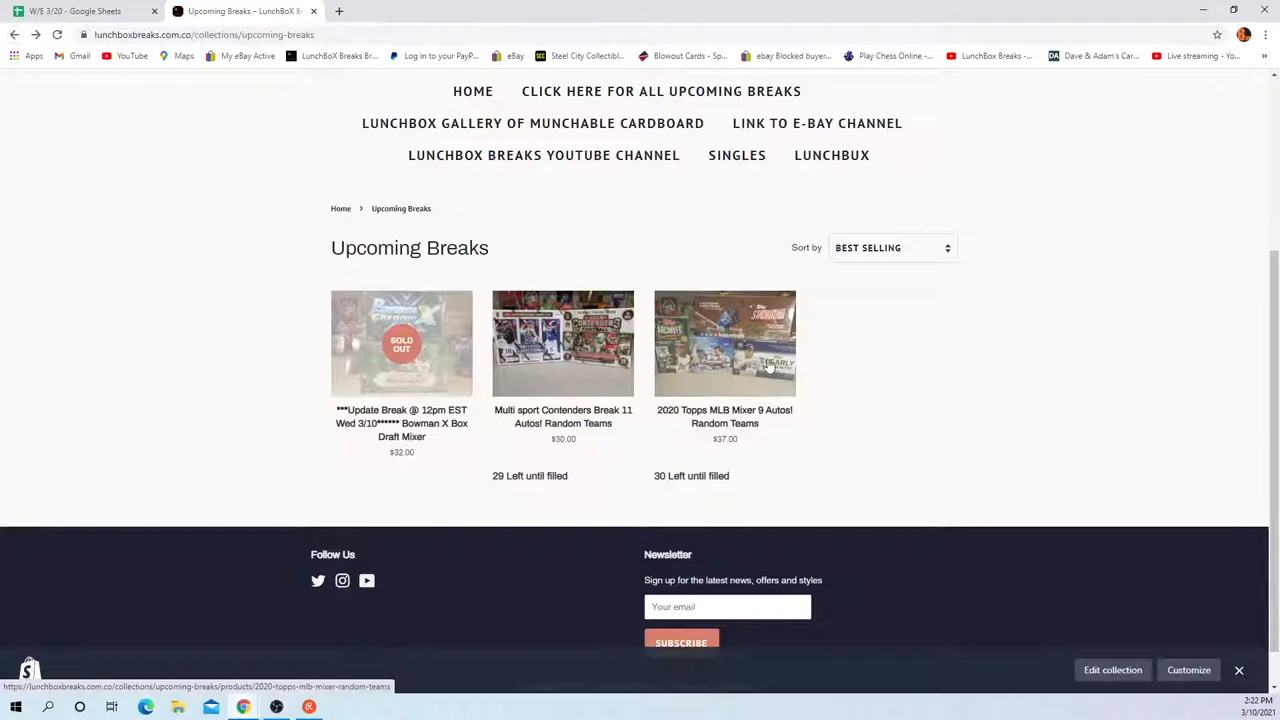 W/E 3/20 - Google Sheets
Upcoming Breaks – LunchBoX Bre
lunchboxbreaks.com.co/collections/upcoming-breaks
Apps Gmail YouTube Maps My eBay Active LunchBoX Breaks Br... Log in to your PayP... eBay Steel City Collectibl... Blowout Cards - Sp... ebay Blocked buyer... Play Chess Online -... LunchBox Breaks -... Dave & Adam's Car... Live streaming - Yo... »
HOME CLICK HERE FOR ALL UPCOMING BREAKS
LUNCHBOX GALLERY OF MUNCHABLE CARDBOARD LINK TO E-BAY CHANNEL
LUNCHBOX BREAKS YOUTUBE CHANNEL SINGLES LUNCHBUX
Home › Upcoming Breaks
Upcoming Breaks
Sort by BEST SELLING
SOLD
OUT
***Update Break @ 12pm EST
Wed 3/10****** Bowman X Box
Draft Mixer
$32.00
Multi sport Contenders Break 11
Autos! Random Teams
$30.00
29 Left until filled
2020 Topps MLB Mixer 9 Autos!
Random Teams
$37.00
30 Left until filled
Follow Us
Newsletter
Sign up for the latest news, offers and styles
Your email
SUBSCRIBE
Edit collection Customize
https://lunchboxbreaks.com.co/collections/upcoming-breaks/products/2020-topps-mlb-mixer-random-teams
2:22 PM
3/10/2021